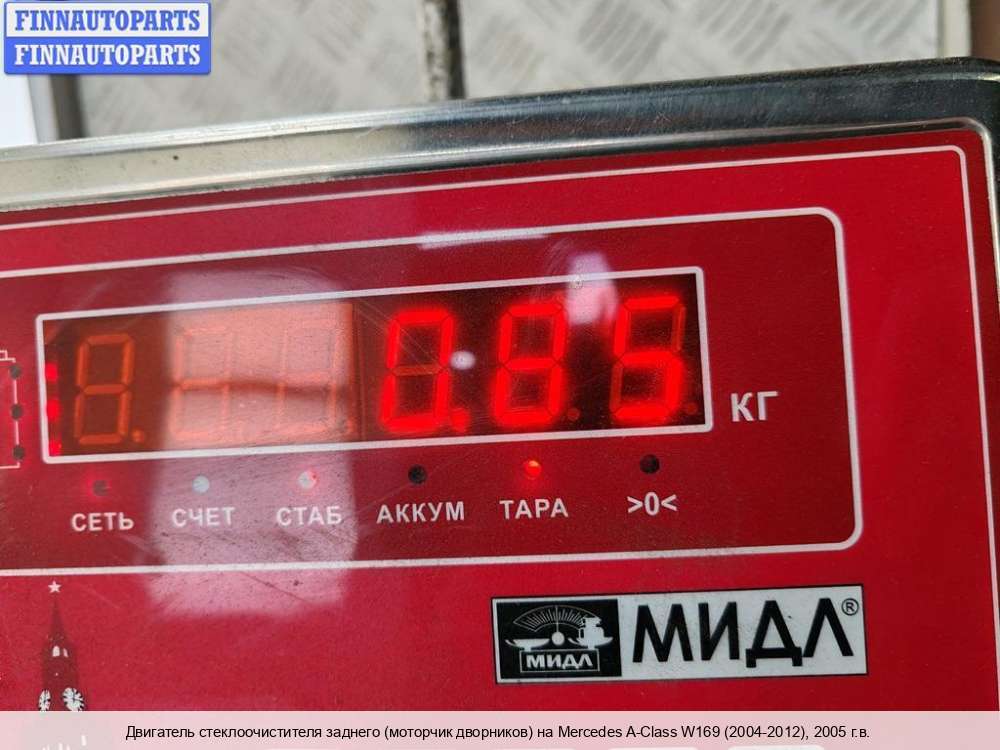 FINNAUTOPARTS
FINNAUTOPARTS
0.85 КГ
СЕТЬ СЧЕТ СТАБ АККУМ ТАРА >0<
МИДЛ МИДЛ®
Двигатель стеклоочистителя заднего (моторчик дворников) на Mercedes A-Class W169 (2004-2012), 2005 г.в.